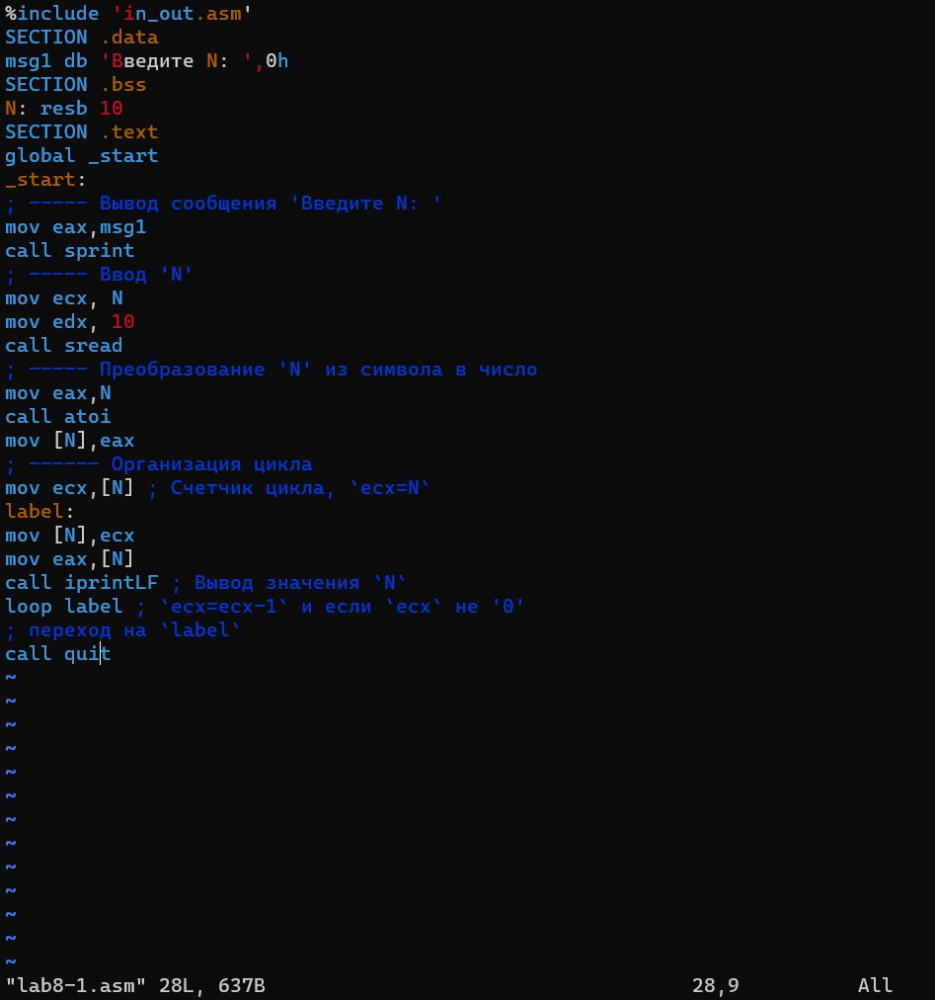 %include 'in_out.asm'
SECTION .data
msg1 db 'Введите N: ',0h
SECTION .bss
N: resb 10
SECTION .text
global _start
_start:
; ----- Вывод сообщения 'Введите N: '
mov eax,msg1
call sprint
; ----- Ввод 'N'
mov ecx, N
mov edx, 10
call sread
; ----- Преобразование 'N' из символа в число
mov eax,N
call atoi
mov [N],eax
; ------ Организация цикла
mov ecx,[N] ; Счетчик цикла, `ecx=N`
label:
mov [N],ecx
mov eax,[N]
call iprintLF ; Вывод значения `N`
loop label ; `ecx=ecx-1` и если `ecx` не '0'
; переход на `label`
call quit
~
~
~
~
~
~
~
~
~
~
~
~
~
"lab8-1.asm" 28L, 637B 28,9 All